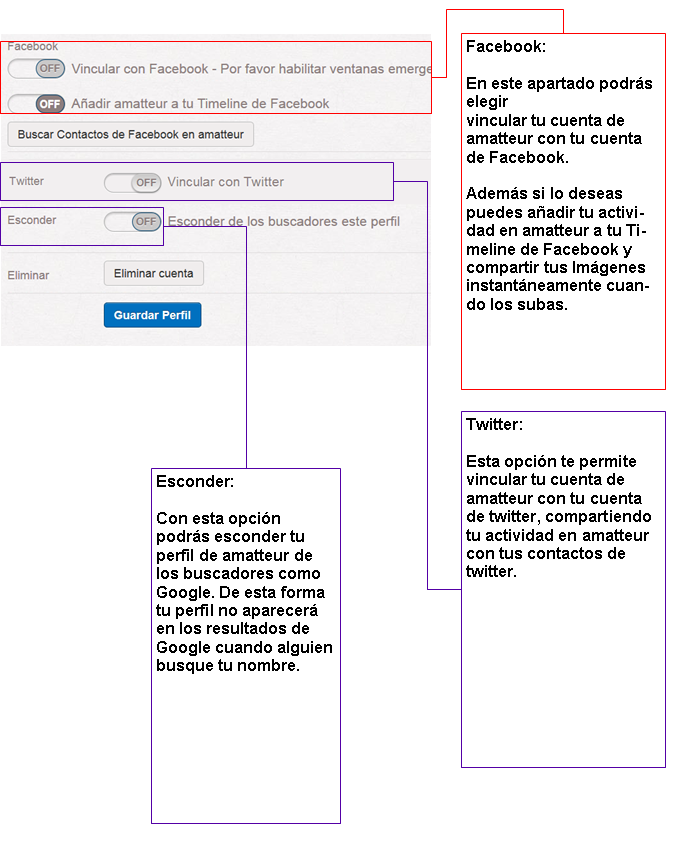 Facebook
OFF Vincular con Facebook - Por favor habilitar ventanas emerge
OFF Añadir amatteur a tu Timeline de Facebook
Buscar Contactos de Facebook en amatteur
Twitter OFF Vincular con Twitter
Esconder OFF Esconder de los buscadores este perfil
Eliminar Eliminar cuenta
Guardar Perfil
Facebook:
En este apartado podrás
elegir
vincular tu cuenta de
amatteur con tu cuenta
de Facebook.
Además si lo deseas
puedes añadir tu activi-
dad en amatteur a tu Ti-
meline de Facebook y
compartir tus Imágenes
instantáneamente cuan-
do los subas.
Twitter:
Esta opción te permite
vincular tu cuenta de
amatteur con tu cuenta
de twitter, compartiendo
tu actividad en amatteur
con tus contactos de
twitter.
Esconder:
Con esta opción
podrás esconder tu
perfil de amatteur de
los buscadores como
Google. De esta forma
tu perfil no aparecerá
en los resultados de
Google cuando alguien
busque tu nombre.